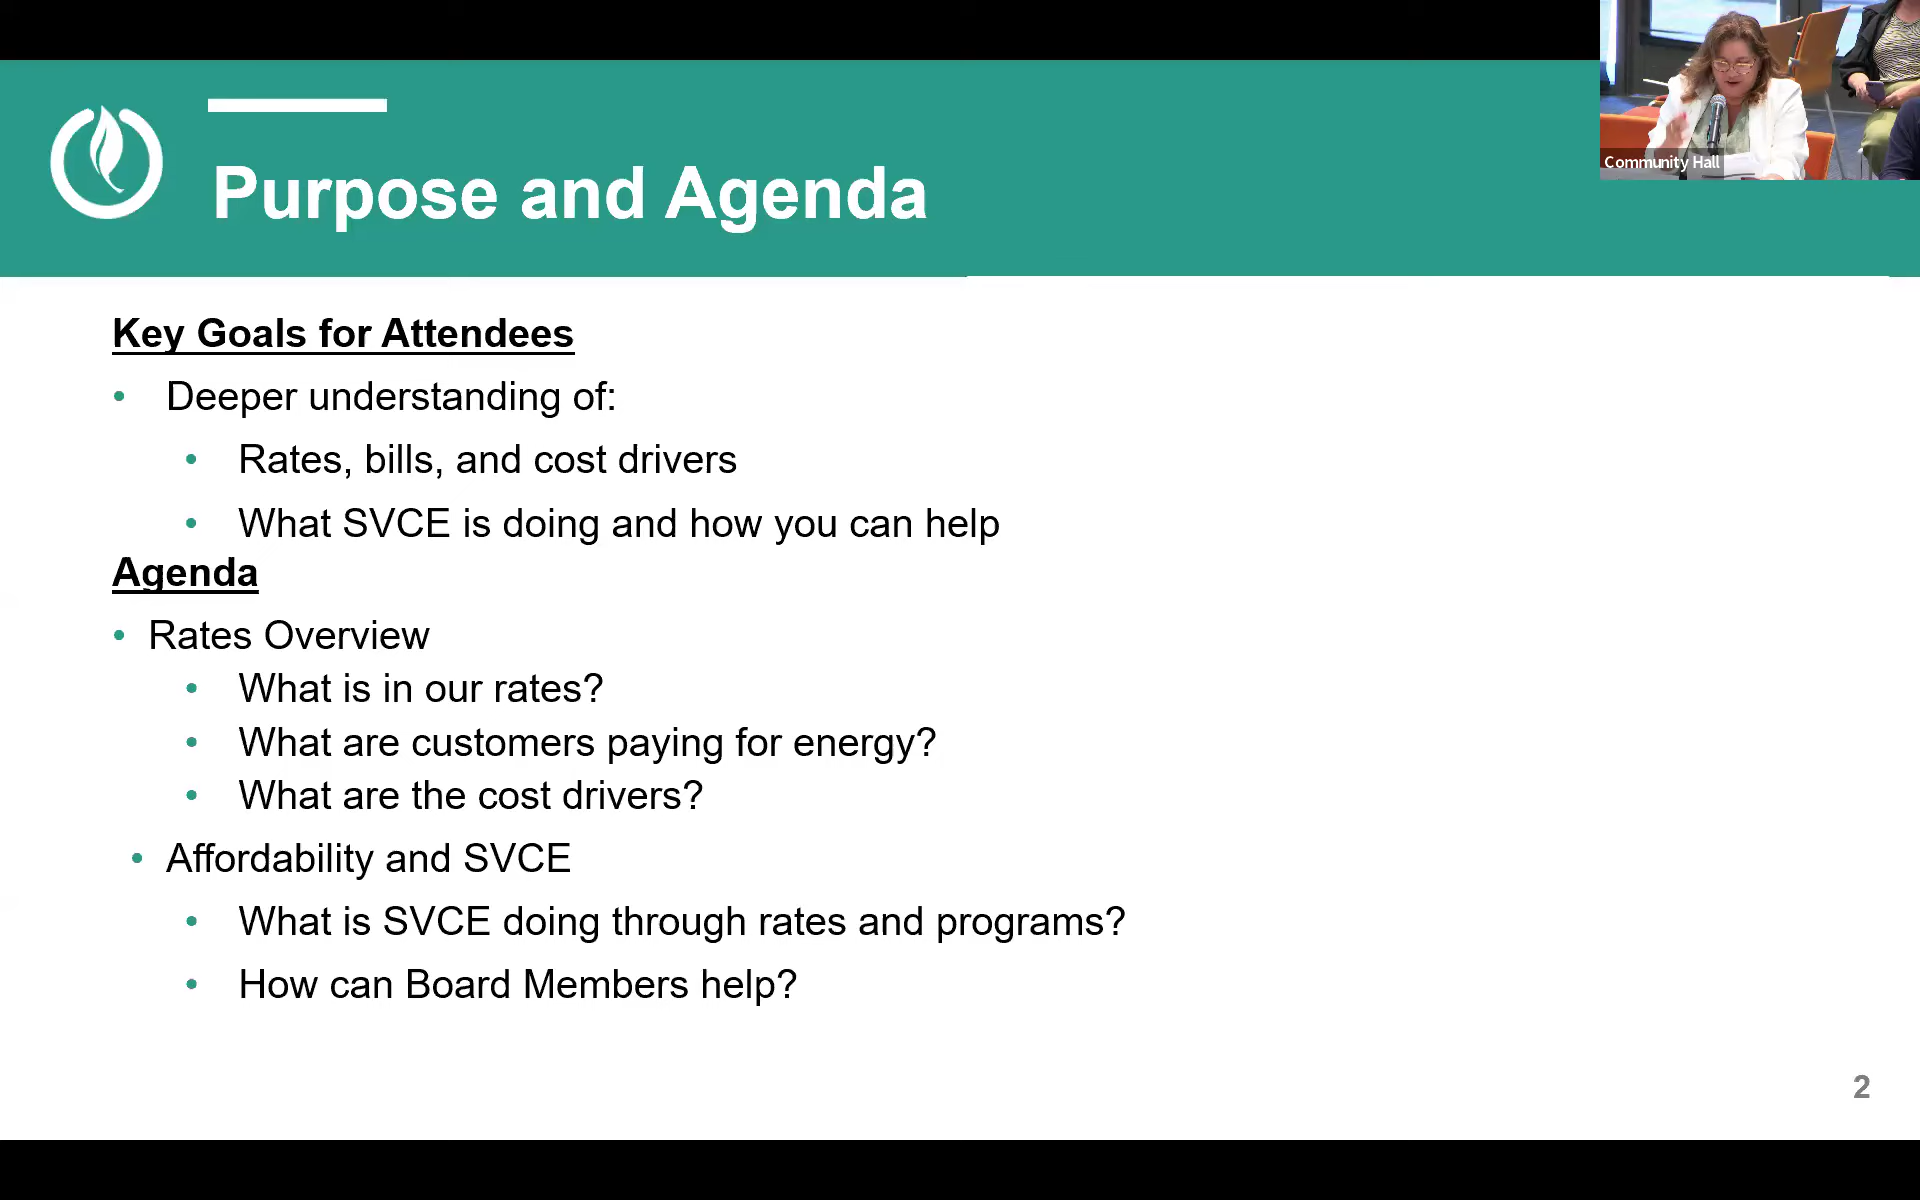 Community Hall
Purpose and Agenda
Key Goals for Attendees
• Deeper understanding of:
• Rates, bills, and cost drivers
• What SVCE is doing and how you can help
Agenda
• Rates Overview
• What is in our rates?
• What are customers paying for energy?
• What are the cost drivers?
• Affordability and SVCE
• What is SVCE doing through rates and programs?
• How can Board Members help?
2